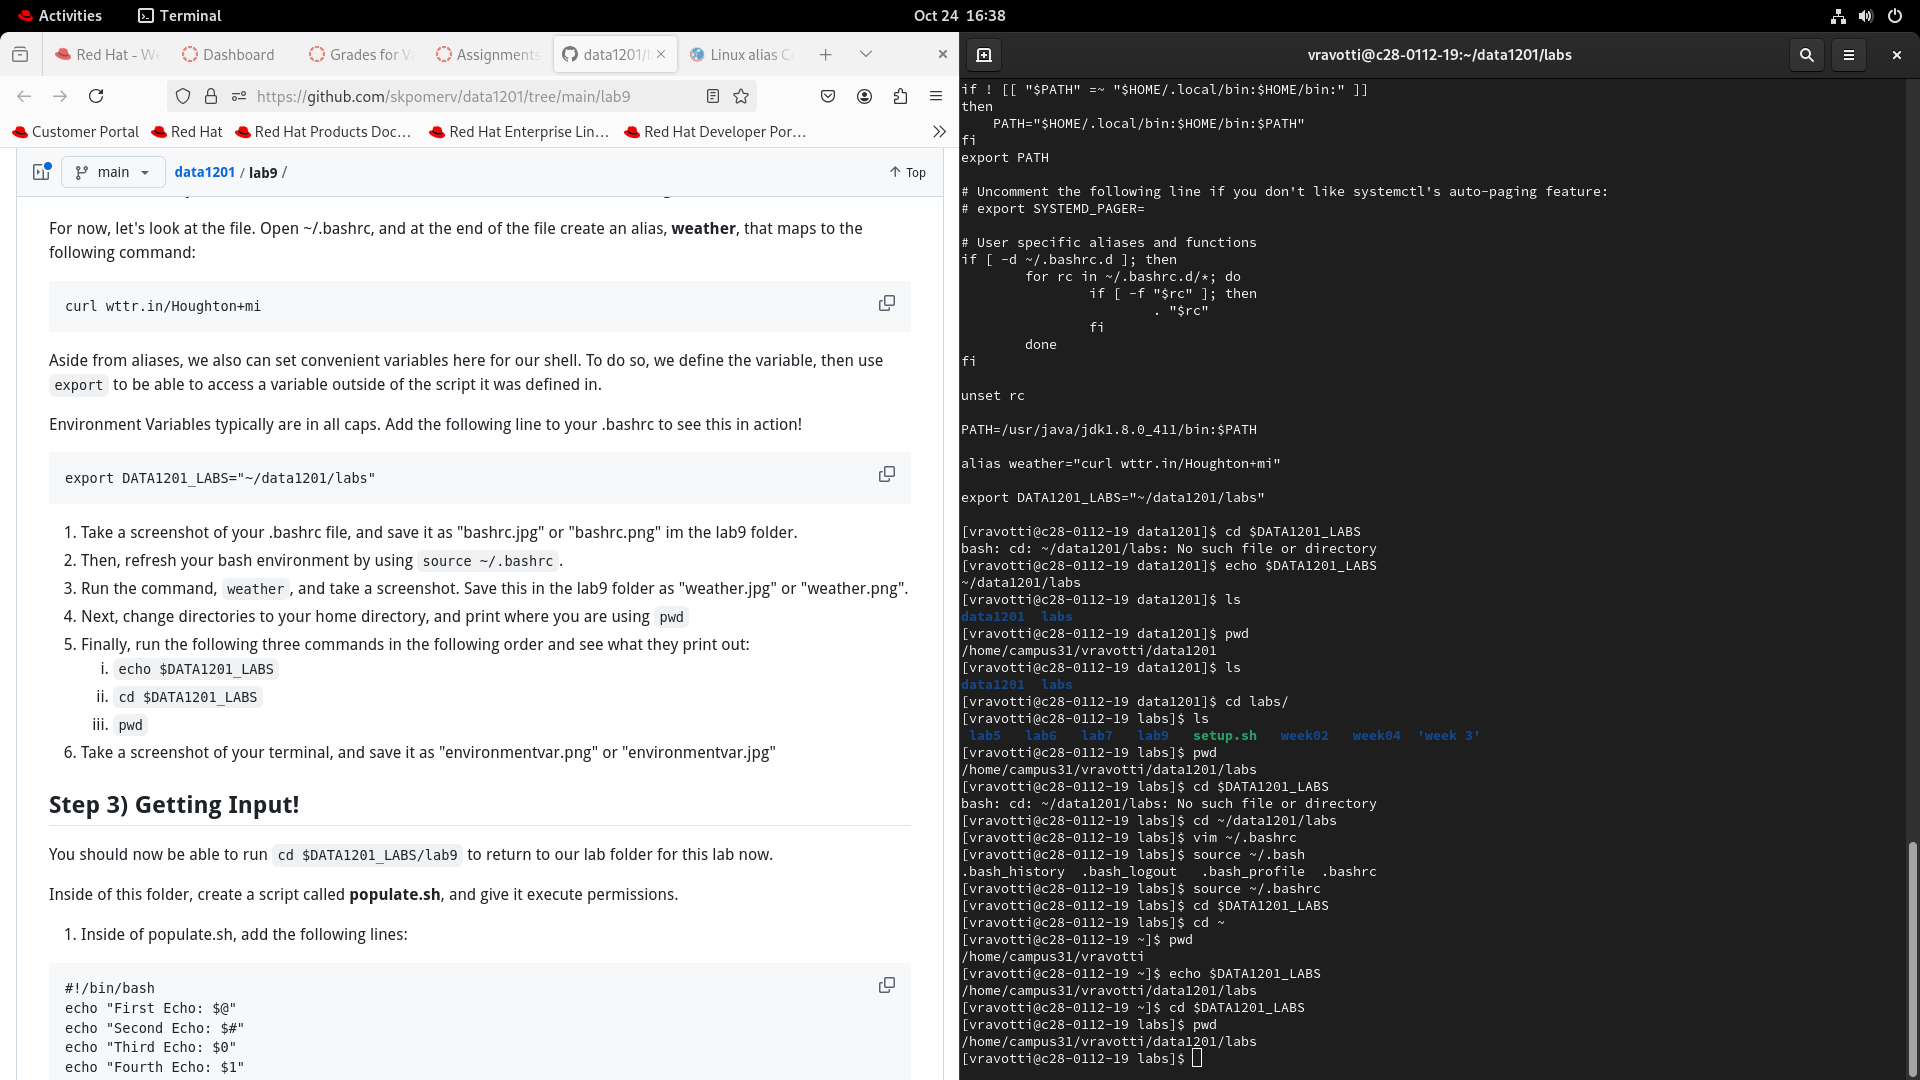 Activities
Terminal
Oct 24 16:38
Red Hat - We
Dashboard
Grades for Va
Assignments
data1201/l
Linux alias Co
https://github.com/skpomerv/data1201/tree/main/lab9
Customer Portal
Red Hat
Red Hat Products Doc…
Red Hat Enterprise Lin…
Red Hat Developer Por…
main
data1201 / lab9 /
Top
For now, let's look at the file. Open ~/.bashrc, and at the end of the file create an alias, weather, that maps to the
following command:
curl wttr.in/Houghton+mi
Aside from aliases, we also can set convenient variables here for our shell. To do so, we define the variable, then use
export to be able to access a variable outside of the script it was defined in.
Environment Variables typically are in all caps. Add the following line to your .bashrc to see this in action!
export DATA1201_LABS="~/data1201/labs"
1. Take a screenshot of your .bashrc file, and save it as "bashrc.jpg" or "bashrc.png" im the lab9 folder.
2. Then, refresh your bash environment by using source ~/.bashrc .
3. Run the command, weather , and take a screenshot. Save this in the lab9 folder as "weather.jpg" or "weather.png".
4. Next, change directories to your home directory, and print where you are using pwd
5. Finally, run the following three commands in the following order and see what they print out:
i. echo $DATA1201_LABS
ii. cd $DATA1201_LABS
iii. pwd
6. Take a screenshot of your terminal, and save it as "environmentvar.png" or "environmentvar.jpg"
Step 3) Getting Input!
You should now be able to run cd $DATA1201_LABS/lab9 to return to our lab folder for this lab now.
Inside of this folder, create a script called populate.sh, and give it execute permissions.
1. Inside of populate.sh, add the following lines:
#!/bin/bash
echo "First Echo: $@"
echo "Second Echo: $#"
echo "Third Echo: $0"
echo "Fourth Echo: $1"
vravotti@c28-0112-19:~/data1201/labs
if ! [[ "$PATH" =~ "$HOME/.local/bin:$HOME/bin:" ]]
then
    PATH="$HOME/.local/bin:$HOME/bin:$PATH"
fi
export PATH
# Uncomment the following line if you don't like systemctl's auto-paging feature:
# export SYSTEMD_PAGER=
# User specific aliases and functions
if [ -d ~/.bashrc.d ]; then
        for rc in ~/.bashrc.d/*; do
                if [ -f "$rc" ]; then
                        . "$rc"
                fi
        done
fi
unset rc
PATH=/usr/java/jdk1.8.0_411/bin:$PATH
alias weather="curl wttr.in/Houghton+mi"
export DATA1201_LABS="~/data1201/labs"
[vravotti@c28-0112-19 data1201]$ cd $DATA1201_LABS
bash: cd: ~/data1201/labs: No such file or directory
[vravotti@c28-0112-19 data1201]$ echo $DATA1201_LABS
~/data1201/labs
[vravotti@c28-0112-19 data1201]$ ls
data1201  labs
[vravotti@c28-0112-19 data1201]$ pwd
/home/campus31/vravotti/data1201
[vravotti@c28-0112-19 data1201]$ ls
data1201  labs
[vravotti@c28-0112-19 data1201]$ cd labs/
[vravotti@c28-0112-19 labs]$ ls
 lab5   lab6   lab7   lab9   setup.sh   week02   week04  'week 3'
[vravotti@c28-0112-19 labs]$ pwd
/home/campus31/vravotti/data1201/labs
[vravotti@c28-0112-19 labs]$ cd $DATA1201_LABS
bash: cd: ~/data1201/labs: No such file or directory
[vravotti@c28-0112-19 labs]$ cd ~/data1201/labs
[vravotti@c28-0112-19 labs]$ vim ~/.bashrc
[vravotti@c28-0112-19 labs]$ source ~/.bash
.bash_history  .bash_logout   .bash_profile  .bashrc
[vravotti@c28-0112-19 labs]$ source ~/.bashrc
[vravotti@c28-0112-19 labs]$ cd $DATA1201_LABS
[vravotti@c28-0112-19 labs]$ cd ~
[vravotti@c28-0112-19 ~]$ pwd
/home/campus31/vravotti
[vravotti@c28-0112-19 ~]$ echo $DATA1201_LABS
/home/campus31/vravotti/data1201/labs
[vravotti@c28-0112-19 ~]$ cd $DATA1201_LABS
[vravotti@c28-0112-19 labs]$ pwd
/home/campus31/vravotti/data1201/labs
[vravotti@c28-0112-19 labs]$